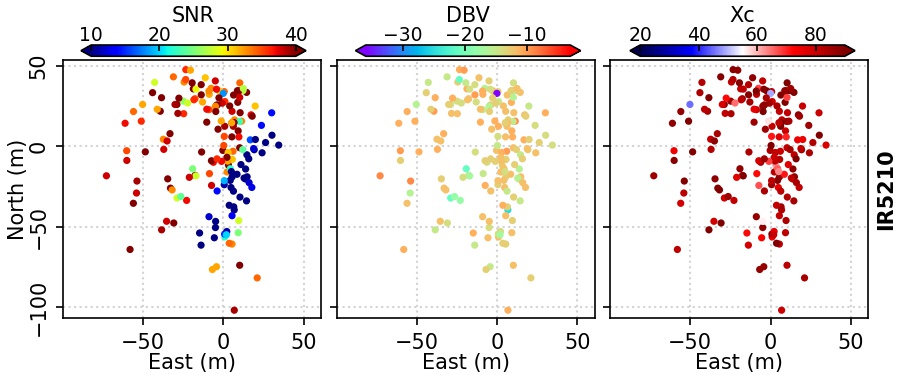 SNR DBV Xc
10 20 30 40 −30 −20 −10 20 40 60 80
50
0
−50
−100
North (m)
IR5210
−50 0 50 −50 0 50 −50 0 50
East (m) East (m) East (m)